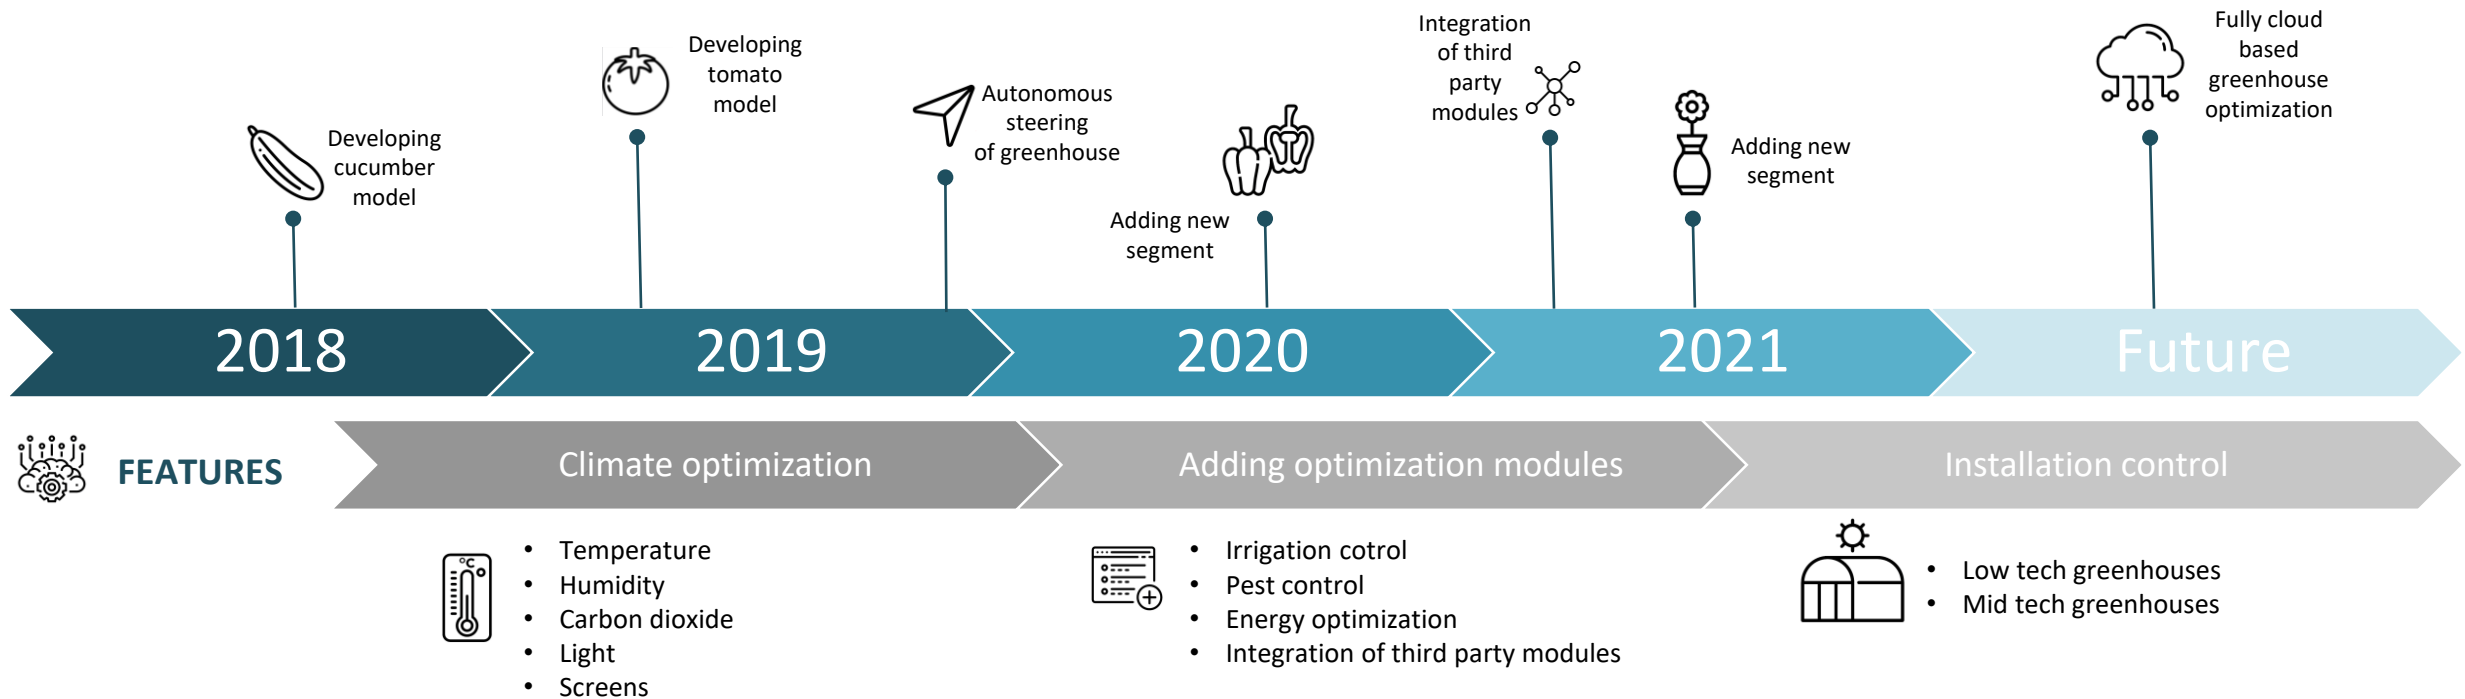 Developing
cucumber
model
Developing
tomato
model
Autonomous
steering
of greenhouse
Adding new
segment
Integration
of third
party
modules
Adding new
segment
Fully cloud
based
greenhouse
optimization
2018
2019
2020
2021
Future
FEATURES
Climate optimization
Adding optimization modules
Installation control
°C
• Temperature
• Humidity
• Carbon dioxide
• Light
• Screens
• Irrigation cotrol
• Pest control
• Energy optimization
• Integration of third party modules
• Low tech greenhouses
• Mid tech greenhouses